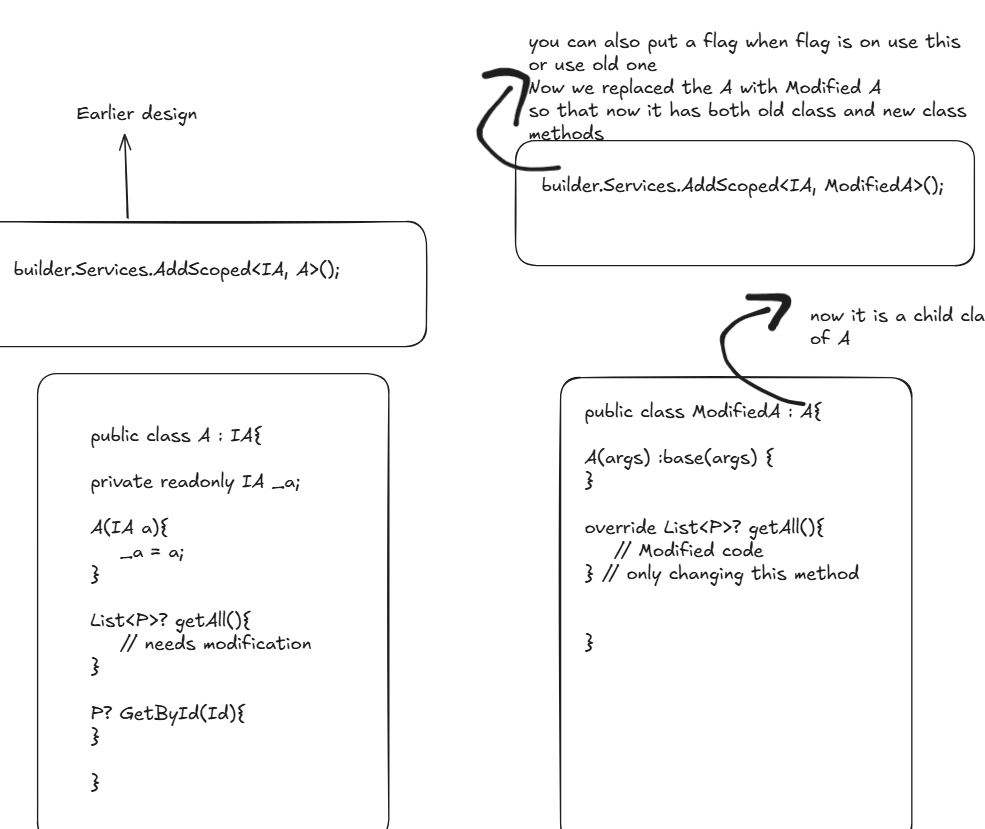 Earlier design
builder.Services.AddScoped<IA, A>();
public class A : IA{
private readonly IA _a;
A(IA a){
_a = a;
}
List<P>? getAll(){
// needs modification
}
P? GetById(Id){
}
}
you can also put a flag when flag is on use this
or use old one
Now we replaced the A with Modified A
so that now it has both old class and new class
methods
builder.Services.AddScoped<IA, ModifiedA>();
now it is a child cla
of A
public class ModifiedA : A{
A(args) :base(args) {
}
override List<P>? getAll(){
// Modified code
} // only changing this method
}